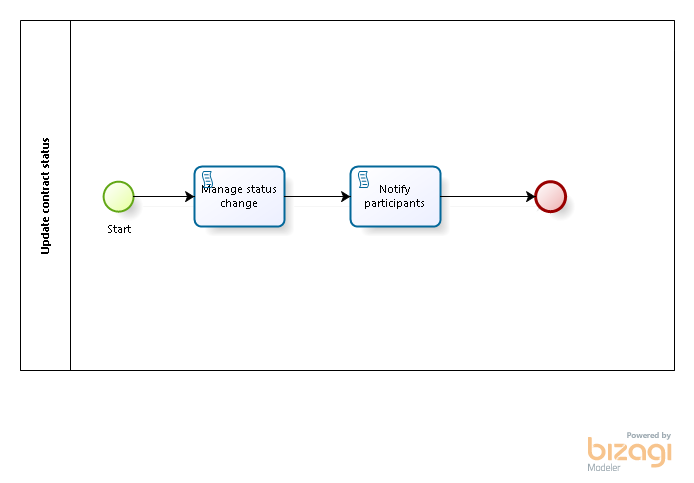 Update contract status
Manage status
change
Notify
participants
Start
Powered by
bizagi
Modeler